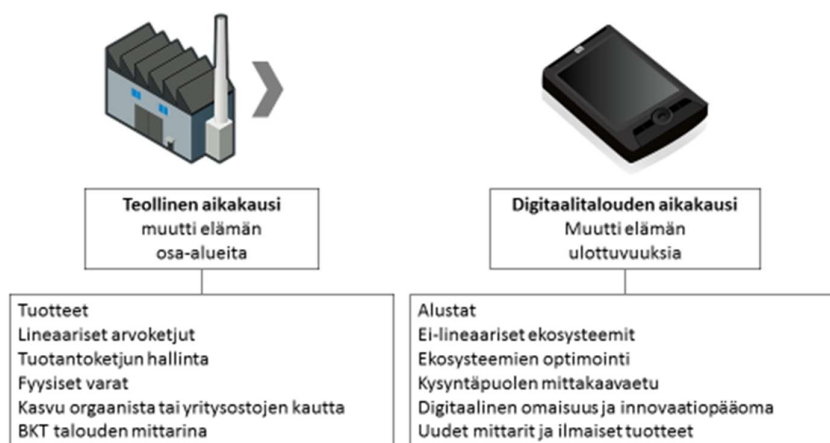 Teollinen aikakausi
muutti elämän
osa-alueita
Tuotteet
Lineaariset arvoketjut
Tuotantoketjun hallinta
Fyysiset varat
Kasvu orgaanista tai yritysostojen kautta
BKT talouden mittarina
Digitaalitalouden aikakausi
Muutti elämän
ulottuvuuksia
Alustat
Ei-lineaariset ekosysteemit
Ekosysteemien optimointi
Kysyntäpuolen mittakaavaetu
Digitaalinen omaisuus ja innovaatiopääoma
Uudet mittarit ja ilmaiset tuotteet